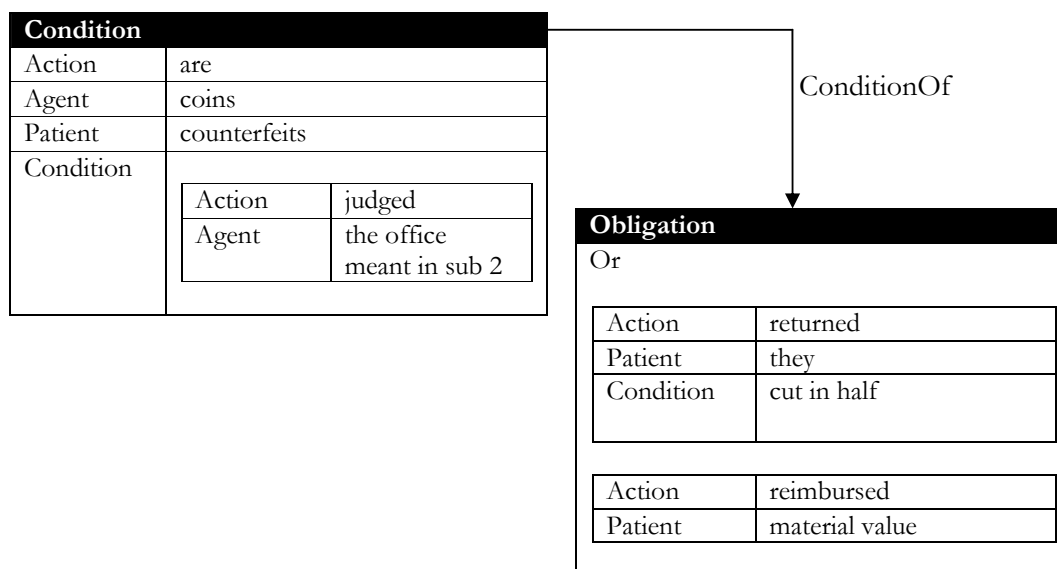 Condition
Action are
Agent coins
Patient counterfeits
Condition
Action judged
Agent the office
meant in sub 2
ConditionOf
Obligation
Or
Action returned
Patient they
Condition cut in half
Action reimbursed
Patient material value